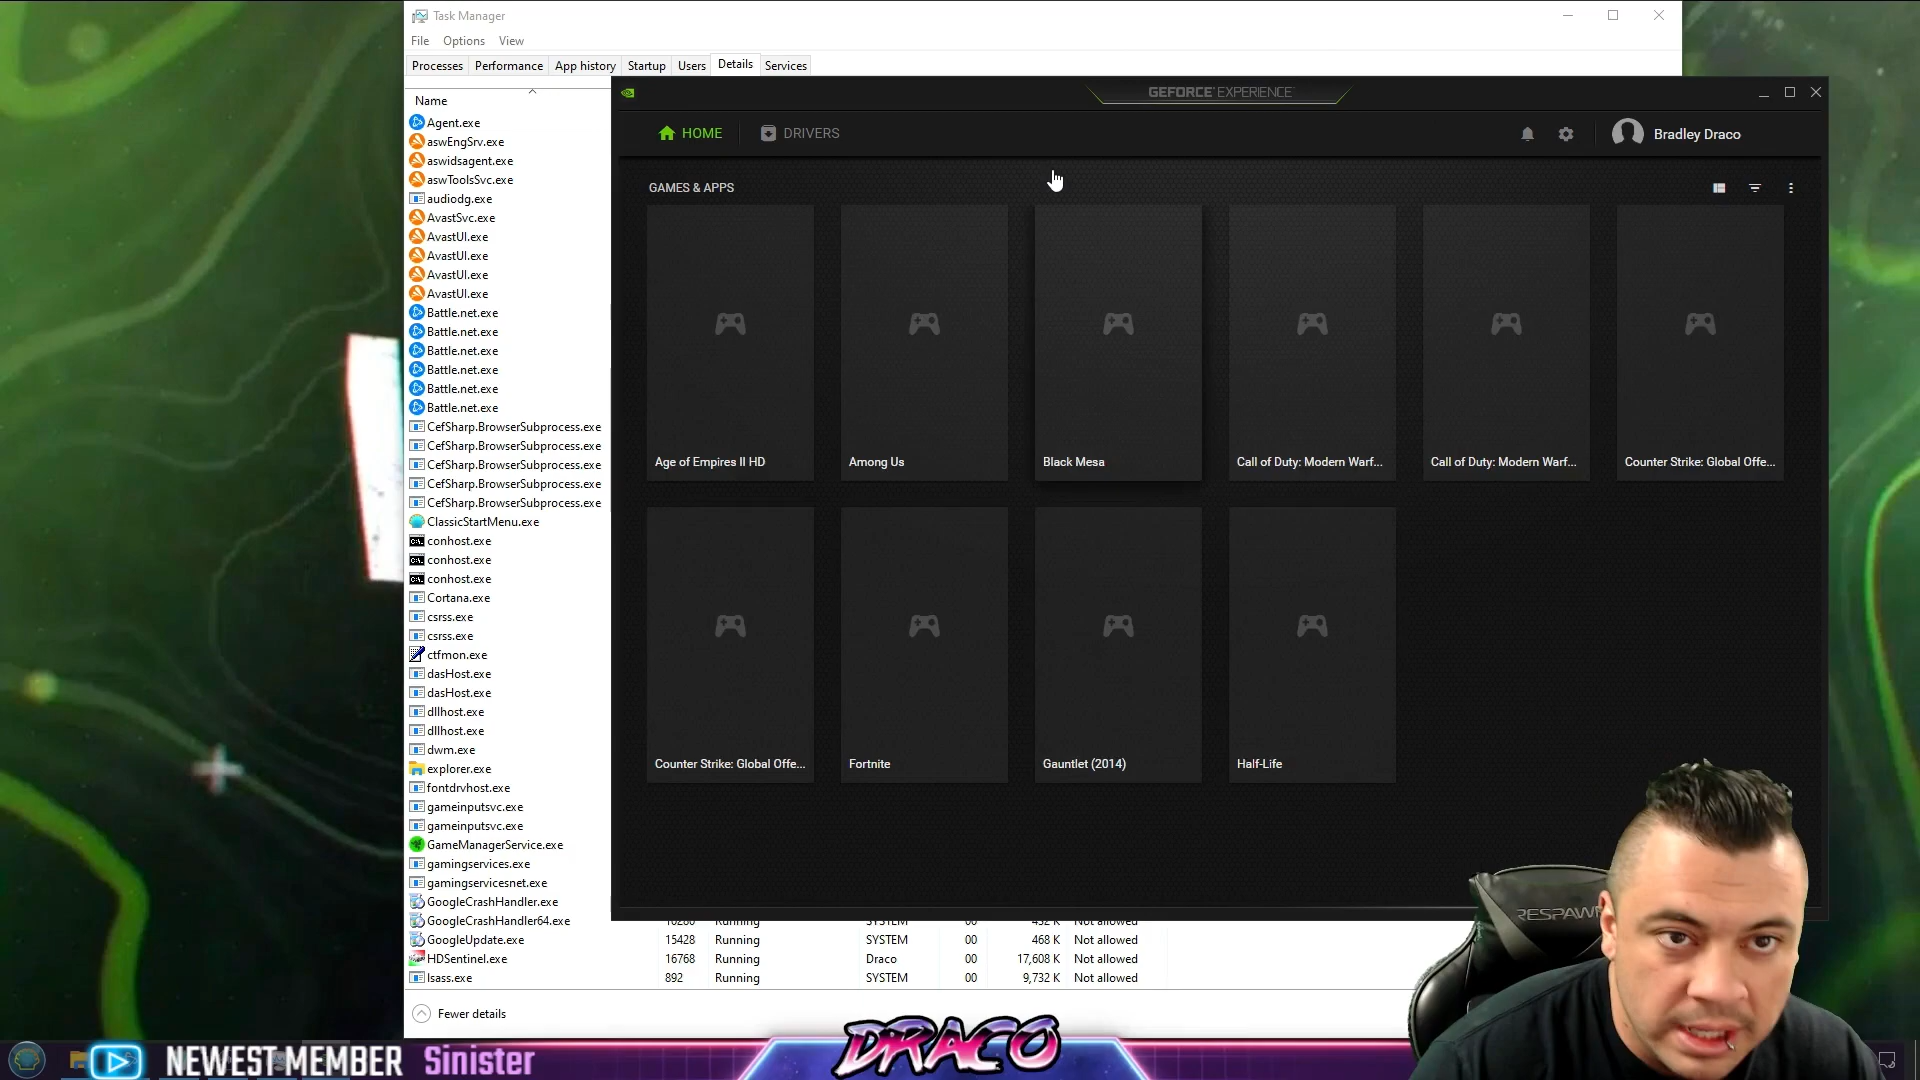 Task Manager
File Options View
Processes Performance App history Startup Users Details Services
Name
Agent.exe
aswEngSrv.exe
aswidsagent.exe
aswToolsSvc.exe
audiodg.exe
AvastSvc.exe
AvastUI.exe
AvastUI.exe
AvastUI.exe
AvastUI.exe
Battle.net.exe
Battle.net.exe
Battle.net.exe
Battle.net.exe
Battle.net.exe
Battle.net.exe
CefSharp.BrowserSubprocess.exe
CefSharp.BrowserSubprocess.exe
CefSharp.BrowserSubprocess.exe
CefSharp.BrowserSubprocess.exe
CefSharp.BrowserSubprocess.exe
ClassicStartMenu.exe
conhost.exe
conhost.exe
conhost.exe
Cortana.exe
csrss.exe
csrss.exe
ctfmon.exe
dasHost.exe
dasHost.exe
dllhost.exe
dllhost.exe
dwm.exe
explorer.exe
fontdrvhost.exe
gameinputsvc.exe
gameinputsvc.exe
GameManagerService.exe
gamingservices.exe
gamingservicesnet.exe
GoogleCrashHandler.exe
GoogleCrashHandler64.exe 10280 Running SYSTEM 00 452 K Not allowed
GoogleUpdate.exe 15428 Running SYSTEM 00 468 K Not allowed
HDSentinel.exe 16768 Running Draco 00 17,608 K Not allowed
lsass.exe 892 Running SYSTEM 00 9,732 K Not allowed
Fewer details
GEFORCE EXPERIENCE
HOME DRIVERS
Bradley Draco
GAMES & APPS
Age of Empires II HD
Among Us
Black Mesa
Call of Duty: Modern Warf...
Call of Duty: Modern Warf...
Counter Strike: Global Offe...
Counter Strike: Global Offe...
Fortnite
Gauntlet (2014)
Half-Life
RESPAWN
NEWEST MEMBER Sinister
DRACO